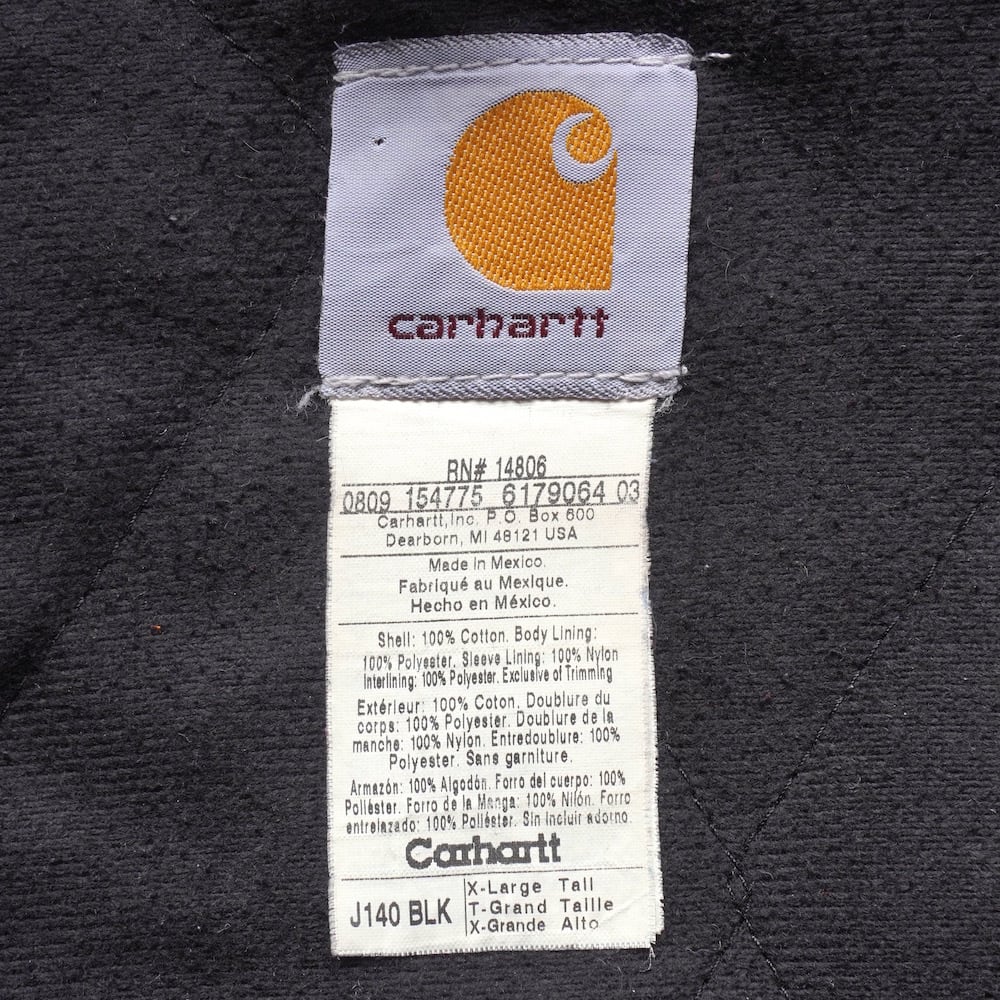 carhartt
RN# 14806
0809 154775 6179064 03
Carhartt, Inc. P.O. Box 600
Dearborn, MI 48121 USA
Made in Mexico.
Fabriqué au Mexique.
Hecho en México.
Shell: 100% Cotton. Body Lining:
100% Polyester. Sleeve Lining: 100% Nylon
Interlining: 100% Polyester. Exclusive of Trimming
Extérieur: 100% Coton. Doublure du
corps: 100% Polyester. Doublure de la
manche: 100% Nylon. Entredoublure: 100%
Polyester. Sans garniture.
Armazón: 100% Algodón. Forro del cuerpo: 100%
Poliéster. Forro de la Manga: 100% Nilón. Forro
entrelazado: 100% Poliéster. Sin incluir adorno.
Carhartt
J140 BLK
X-Large Tall
T-Grand Taille
X-Grande Alto